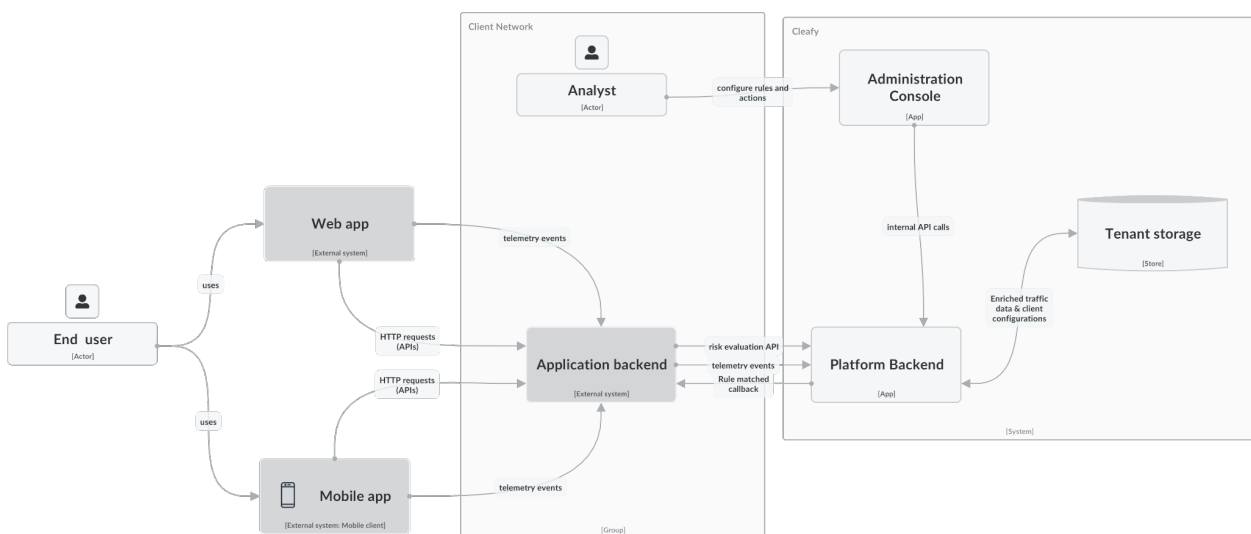 Client Network
Cleafy
Analyst
[Actor]
configure rules and
actions
Administration
Console
[App]
Web app
[External system]
telemetry events
internal API calls
Tenant storage
[Store]
uses
Enriched traffic
data & client
configurations
End  user
[Actor]
HTTP requests
(APIs)
Application backend
[External system]
risk evaluation API
telemetry events
Rule matched
callback
Platform Backend
[App]
HTTP requests
(APIs)
uses
[System]
Mobile app
[External system: Mobile client]
telemetry events
[Group]